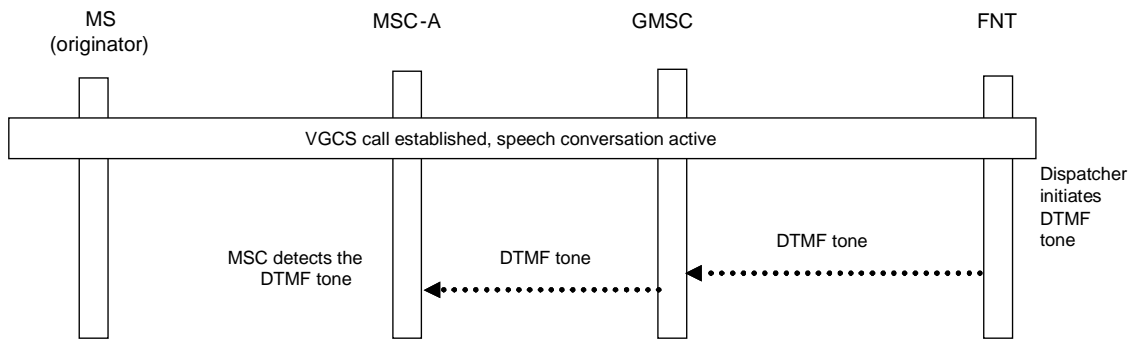 MS
(originator)
MSC-A
GMSC
FNT
VGCS call established, speech conversation active
Dispatcher
initiates
DTMF
tone
DTMF tone
MSC detects the
DTMF tone
DTMF tone